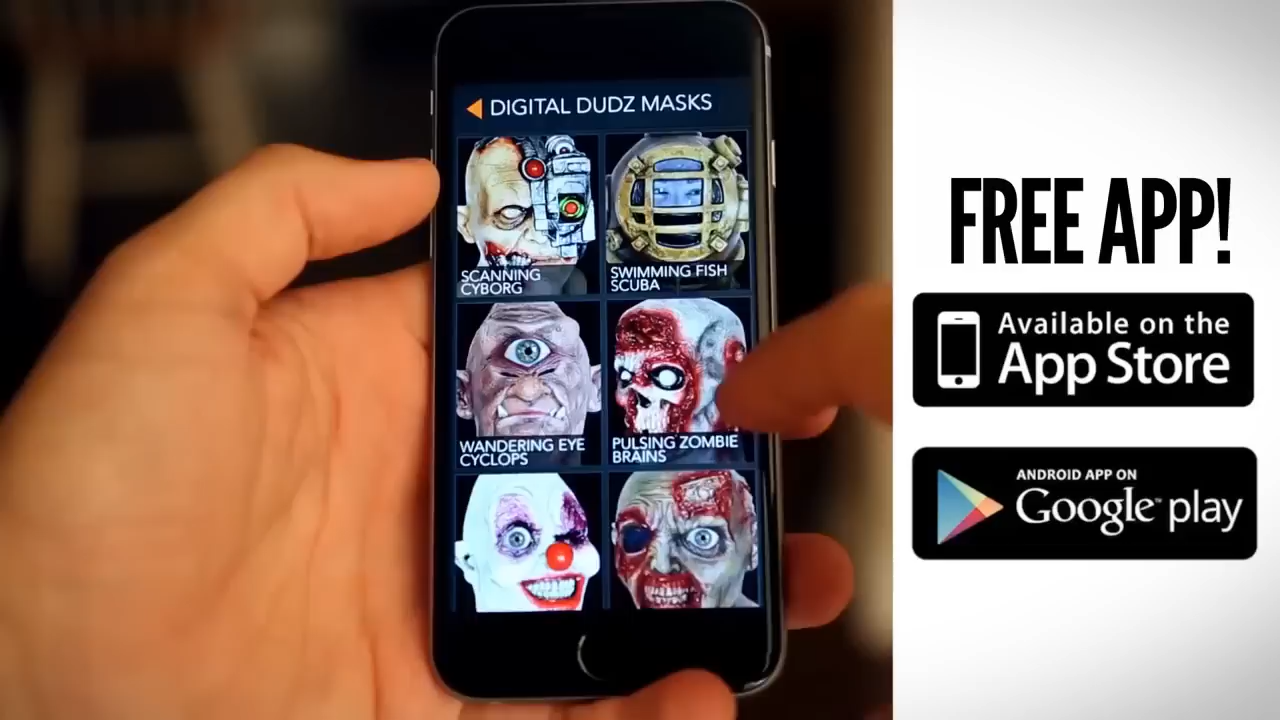 DIGITAL DUDZ MASKS
SCANNING
CYBORG
SWIMMING FISH
SCUBA
WANDERING EYE
CYCLOPS
PULSING ZOMBIE
BRAINS
FREE APP!
Available on the
App Store
ANDROID APP ON
Google play